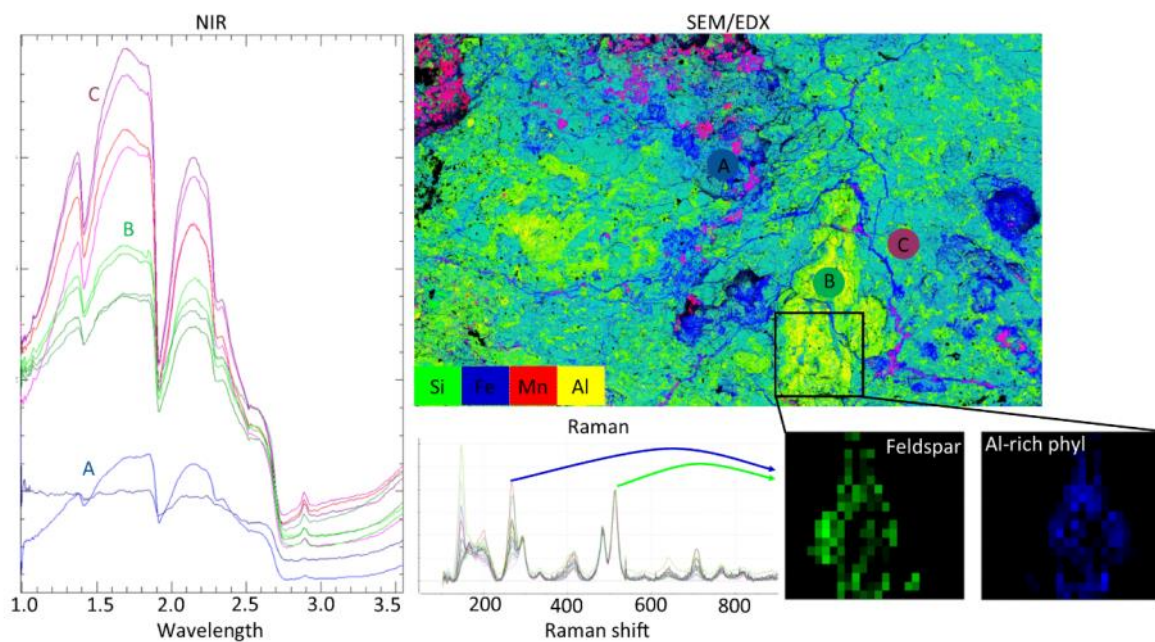 NIR
C
B
A
1.0 1.5 2.0 2.5 3.0 3.5
Wavelength
SEM/EDX
A
C
B
Si Fe Mn Al
Raman
200 400 600 800
Raman shift
Feldspar
Al-rich phyl